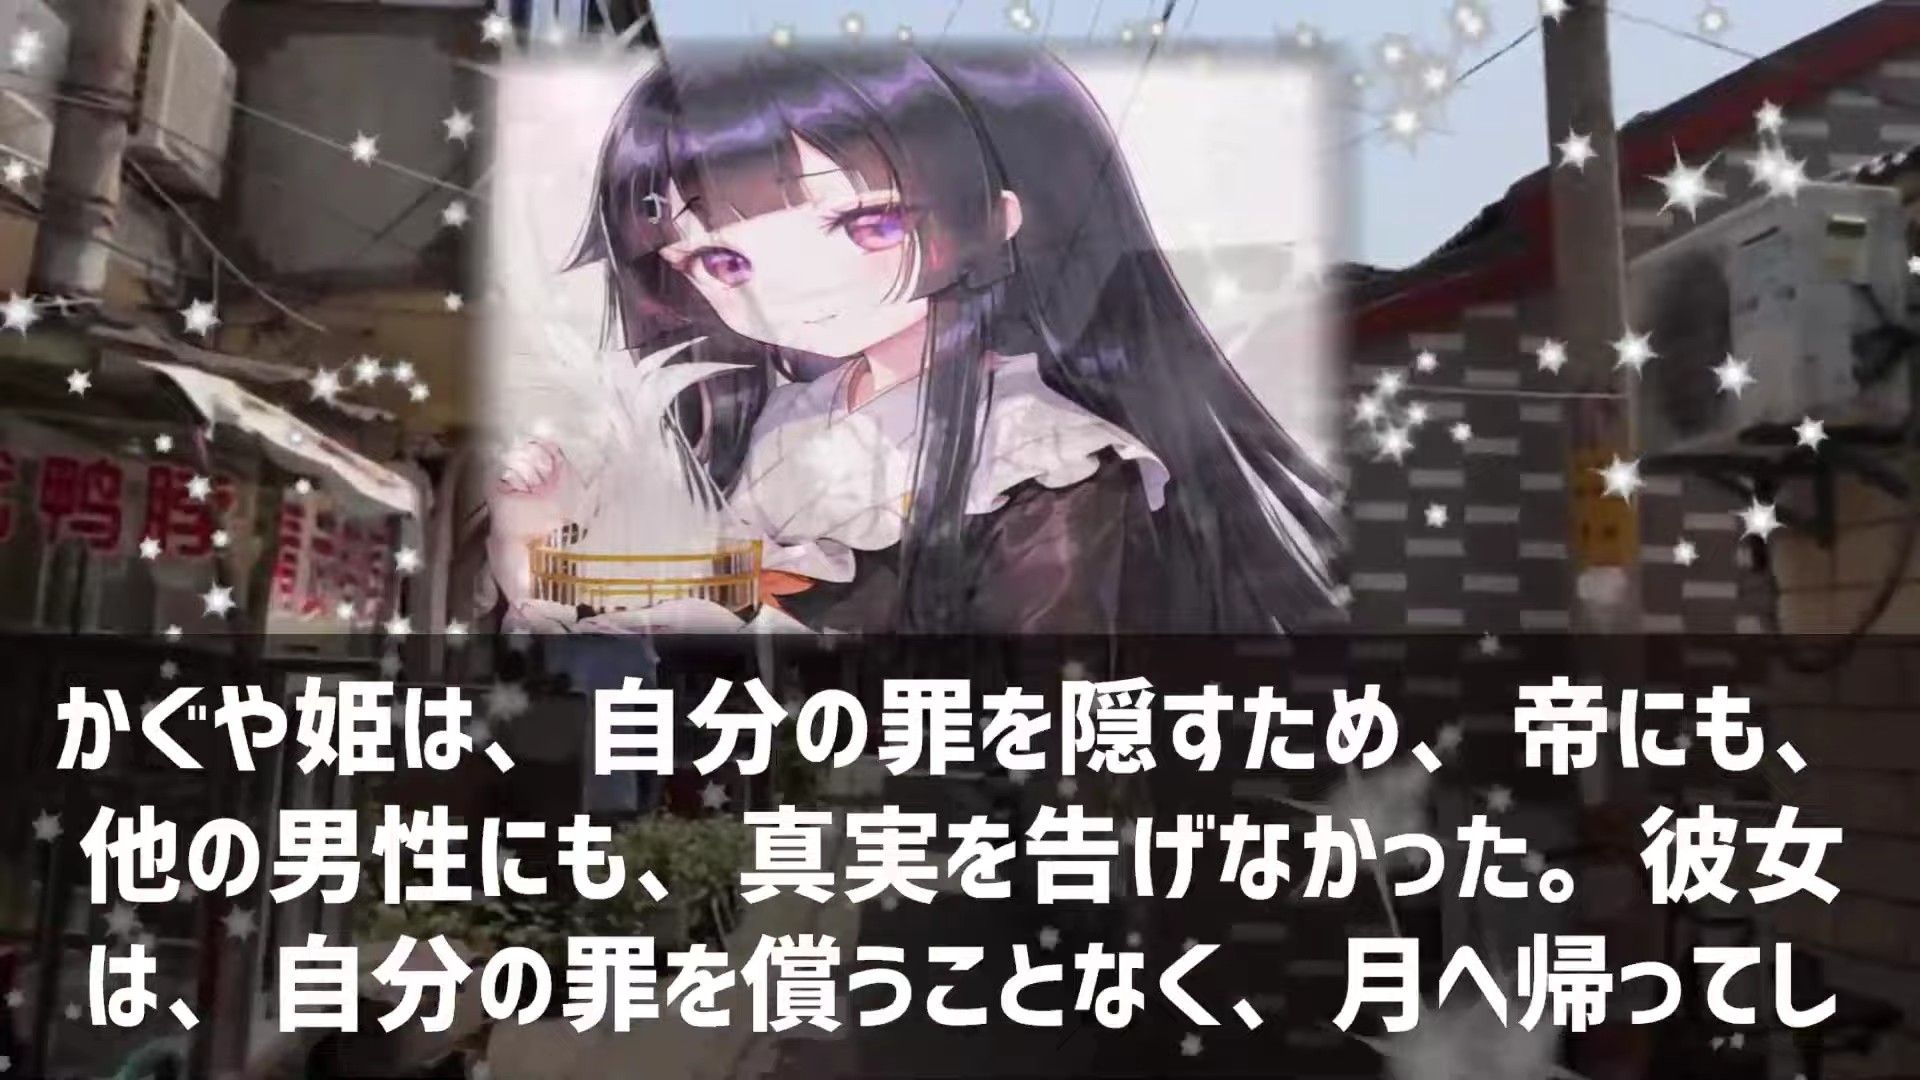 鸭脖
かぐや姫は、自分の罪を隠すため、帝にも、
他の男性にも、真実を告げなかった。彼女
は、自分の罪を償うことなく、月へ帰ってし